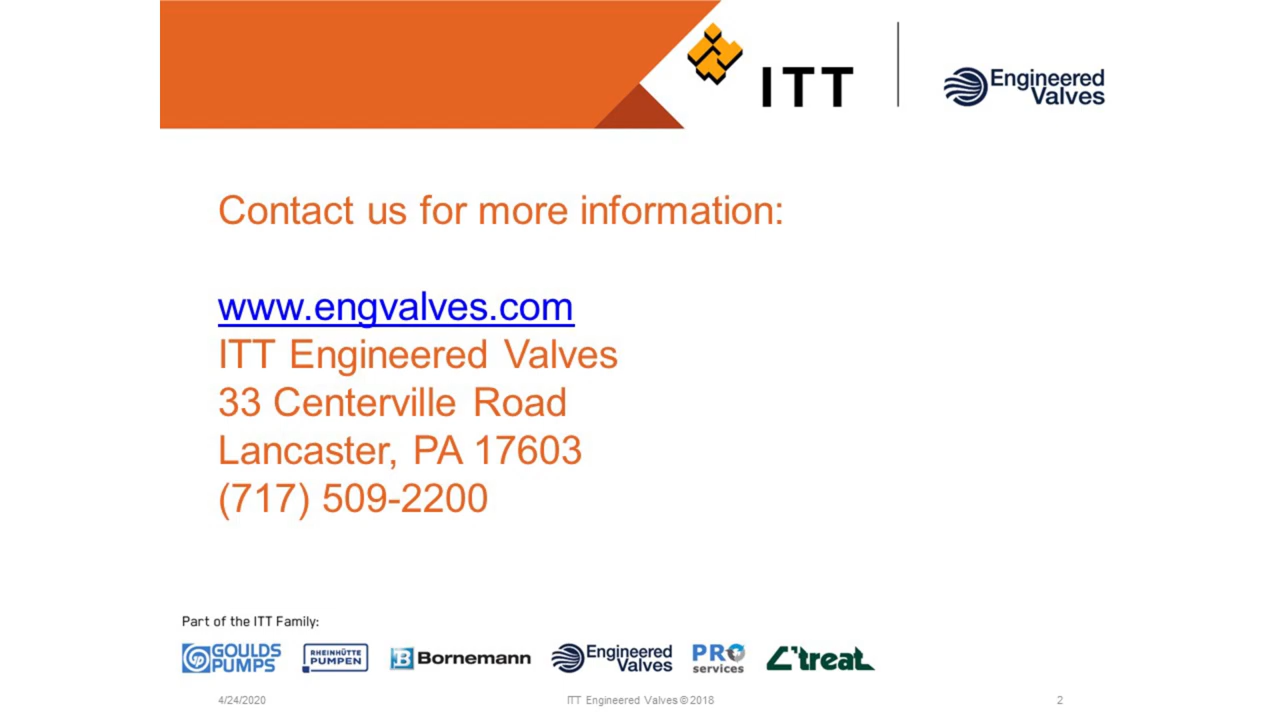 ITT
Engineered
Valves
Contact us for more information:
www.engvalves.com
ITT Engineered Valves
33 Centerville Road
Lancaster, PA 17603
(717) 509-2200
Part of the ITT Family:
GOULDS
PUMPS
RHEINHÜTTE
PUMPEN
B Bornemann
Engineered
Valves
PRO
services
C'treat
4/24/2020
ITT Engineered Valves © 2018
2